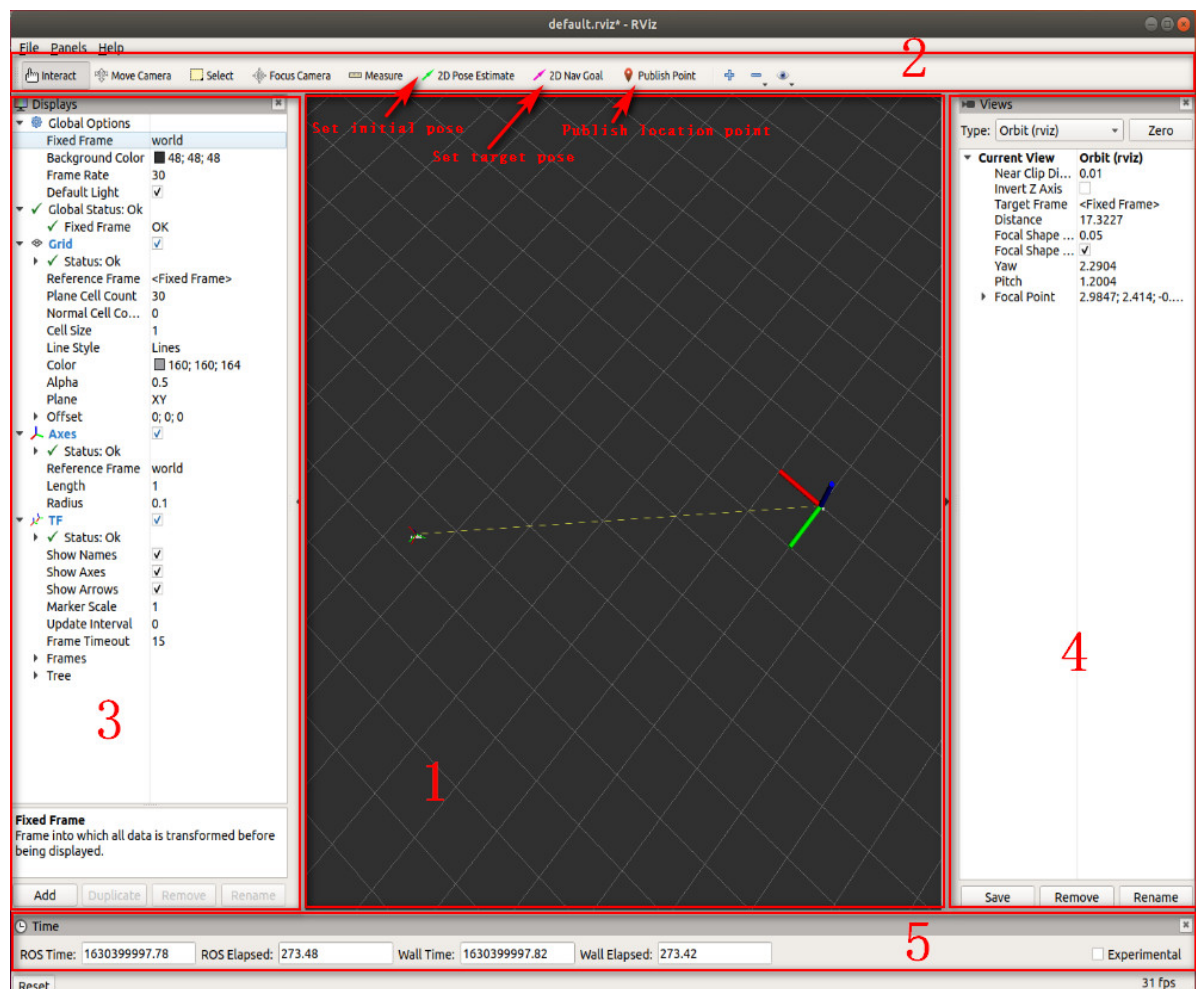 default.rviz* - RViz
File Panels Help
2
Interact Move Camera Select Focus Camera Measure 2D Pose Estimate 2D Nav Goal Publish Point
Set initial pose
Publish location point
Set target pose
Displays
Global Options
Fixed Frame world
Background Color 48; 48; 48
Frame Rate 30
Default Light
Global Status: Ok
Fixed Frame OK
Grid
Status: Ok
Reference Frame <Fixed Frame>
Plane Cell Count 30
Normal Cell Co... 0
Cell Size 1
Line Style Lines
Color 160; 160; 164
Alpha 0.5
Plane XY
Offset 0; 0; 0
Axes
Status: Ok
Reference Frame world
Length 1
Radius 0.1
TF
Status: Ok
Show Names
Show Axes
Show Arrows
Marker Scale 1
Update Interval 0
Frame Timeout 15
Frames
Tree
3
Fixed Frame
Frame into which all data is transformed before
being displayed.
Add Duplicate Remove Rename
1
Views
Type: Orbit (rviz) Zero
Current View Orbit (rviz)
Near Clip Di... 0.01
Invert Z Axis
Target Frame <Fixed Frame>
Distance 17.3227
Focal Shape ... 0.05
Focal Shape ...
Yaw 2.2904
Pitch 1.2004
Focal Point 2.9847; 2.414; -0....
4
Save Remove Rename
Time
5
ROS Time: 1630399997.78 ROS Elapsed: 273.48 Wall Time: 1630399997.82 Wall Elapsed: 273.42 Experimental
Reset 31 fps